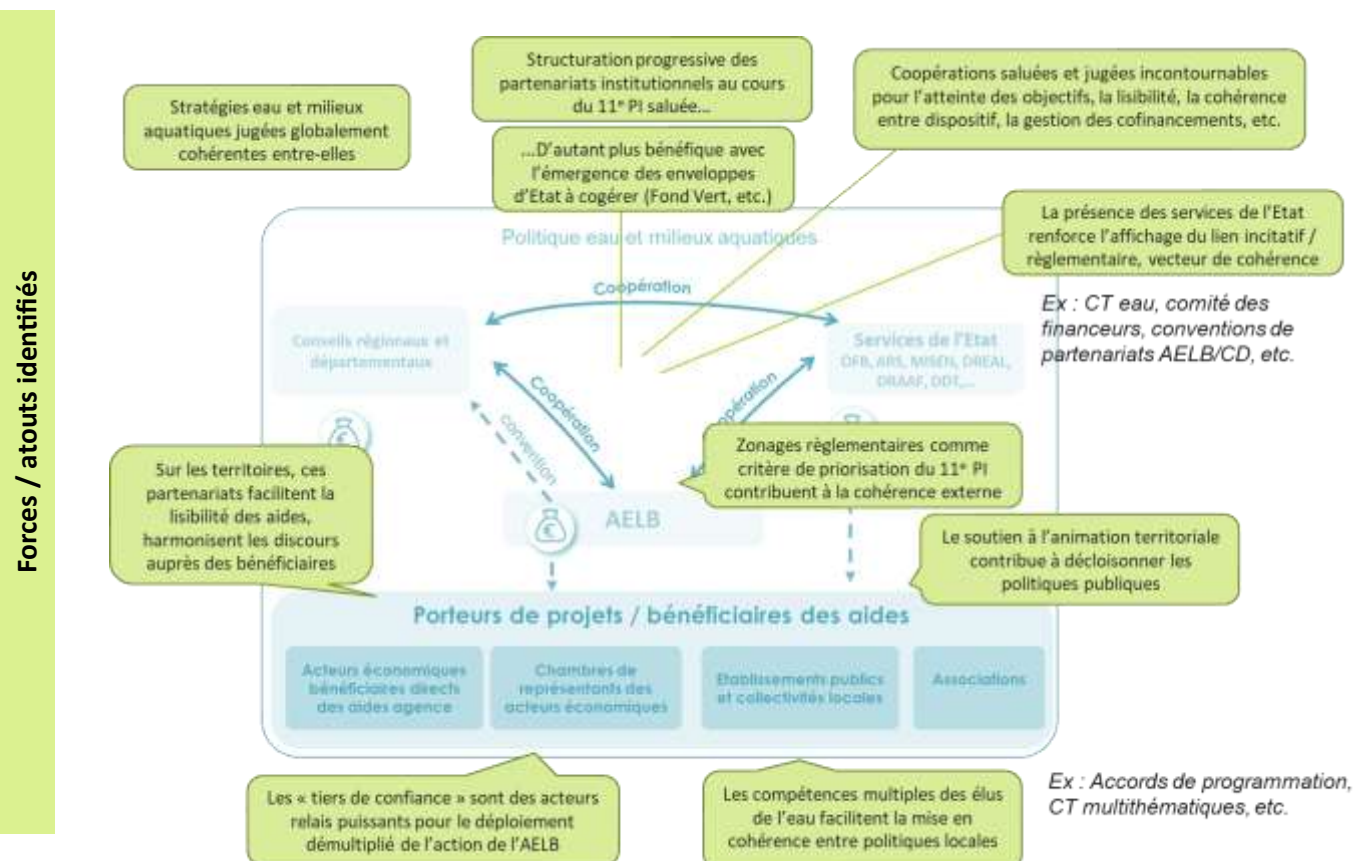 Forces / atouts identifiés
Stratégies eau et milieux
aquatiques jugées globalement
cohérentes entre-elles
Structuration progressive des
partenariats institutionnels au cours
du 11e PI saluée...
...D'autant plus bénéfique avec
l'émergence des enveloppes
d'Etat à cogérer (Fond Vert, etc.)
Coopérations saluées et jugées incontournables
pour l'atteinte des objectifs, la lisibilité, la cohérence
entre dispositif, la gestion des cofinancements, etc.
La présence des services de l'Etat
renforce l'affichage du lien incitatif /
règlementaire, vecteur de cohérence
Ex : CT eau, comité des
financeurs, conventions de
partenariats AELB/CD, etc.
Politique eau et milieux aquatiques
Coopération
Conseils régionaux et
départementaux
Services de l'Etat
OFB, ARS, MISEN, DREAL,
DRAAF, DDT,...
Coopération
convention
opération
€
Sur les territoires, ces
partenariats facilitent la
lisibilité des aides,
harmonisent les discours
auprès des bénéficiaires
Zonages règlementaires comme
critère de priorisation du 11e PI
contribuent à la cohérence externe
AELB
€
Le soutien à l'animation territoriale
contribue à décloisonner les
politiques publiques
Porteurs de projets / bénéficiaires des aides
Acteurs économiques
bénéficiaires directs
des aides agence
Chambres de
représentants des
acteurs économiques
Etablissements publics
et collectivités locales
Associations
Les « tiers de confiance » sont des acteurs
relais puissants pour le déploiement
démultiplié de l'action de l'AELB
Les compétences multiples des élus
de l'eau facilitent la mise en
cohérence entre politiques locales
Ex : Accords de programmation,
CT multithématiques, etc.